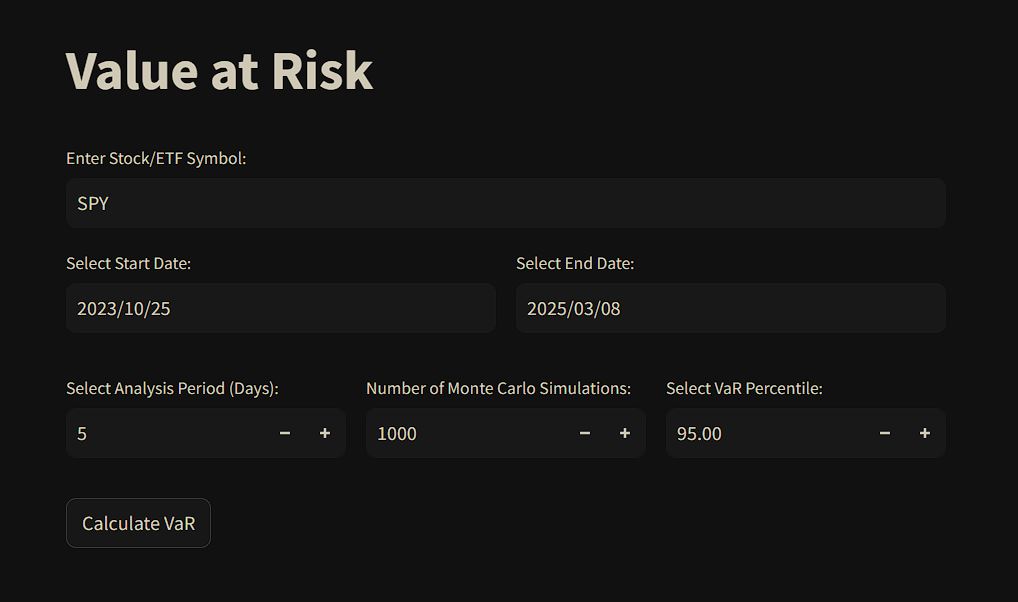 Value at Risk
Enter Stock/ETF Symbol:
SPY
Select Start Date:
Select End Date:
2023/10/25
2025/03/08
Select Analysis Period (Days):
Number of Monte Carlo Simulations:
Select VaR Percentile:
5 − +
1000 − +
95.00 − +
Calculate VaR